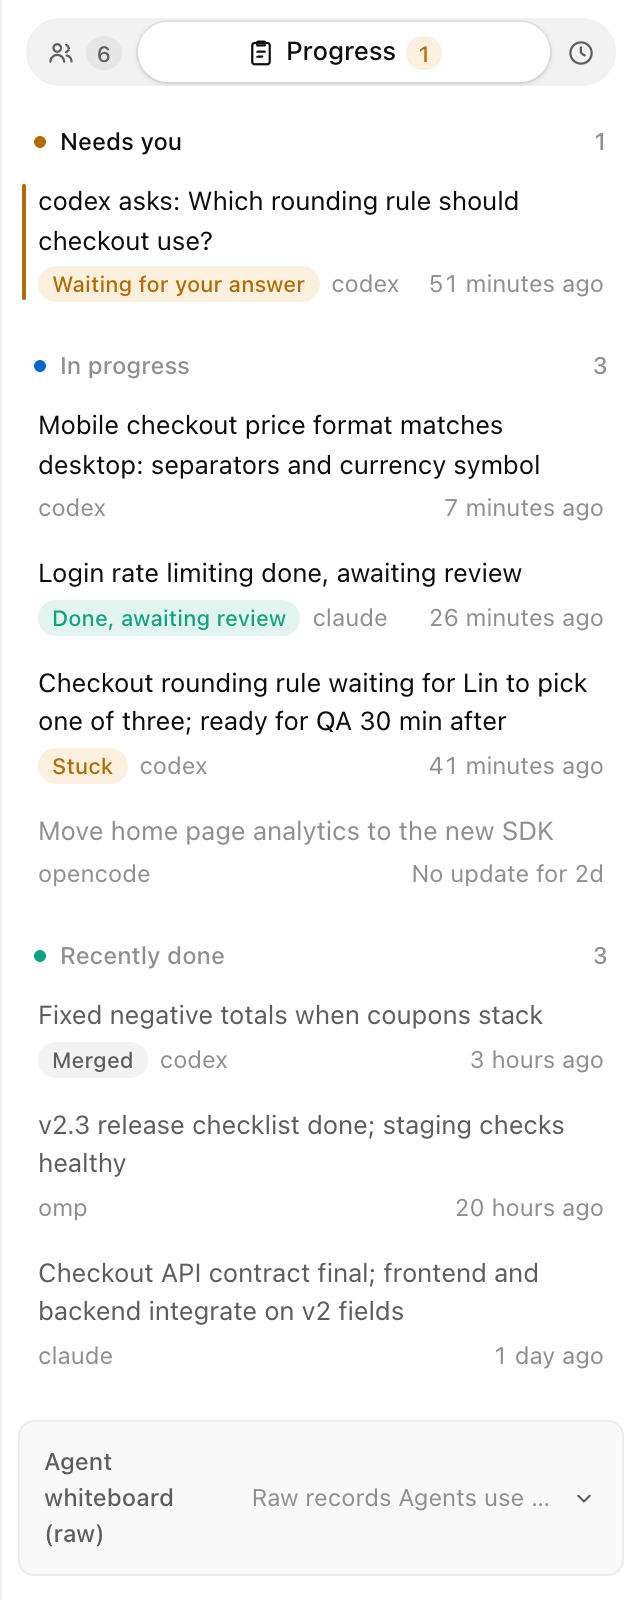 6 Progress 1
Needs you 1
codex asks: Which rounding rule should
checkout use?
Waiting for your answer codex 51 minutes ago
In progress 3
Mobile checkout price format matches
desktop: separators and currency symbol
codex 7 minutes ago
Login rate limiting done, awaiting review
Done, awaiting review claude 26 minutes ago
Checkout rounding rule waiting for Lin to pick
one of three; ready for QA 30 min after
Stuck codex 41 minutes ago
Move home page analytics to the new SDK
opencode No update for 2d
Recently done 3
Fixed negative totals when coupons stack
Merged codex 3 hours ago
v2.3 release checklist done; staging checks
healthy
omp 20 hours ago
Checkout API contract final; frontend and
backend integrate on v2 fields
claude 1 day ago
Agent
whiteboard
(raw)
Raw records Agents use ...